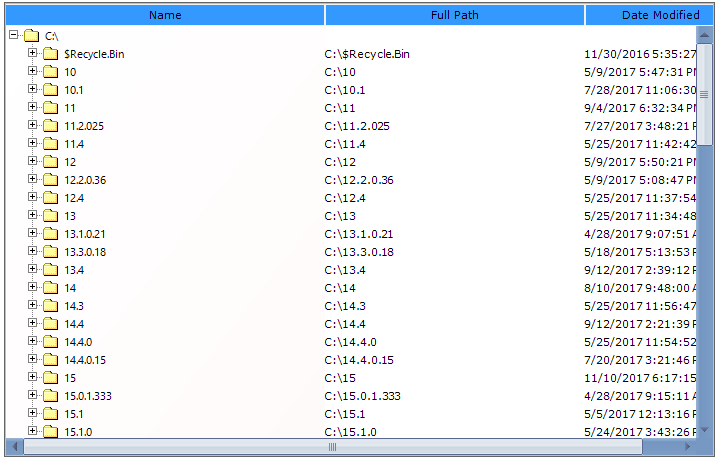 Name Full Path Date Modified
C:\
$Recycle.Bin C:\$Recycle.Bin 11/30/2016 5:35:27
10 C:\10 5/9/2017 5:47:31 PM
10.1 C:\10.1 7/28/2017 11:06:30
11 C:\11 9/4/2017 6:32:34 PM
11.2.025 C:\11.2.025 7/27/2017 3:48:21 P
11.4 C:\11.4 5/25/2017 11:42:42
12 C:\12 5/9/2017 5:50:21 PM
12.2.0.36 C:\12.2.0.36 5/9/2017 5:08:47 PM
12.4 C:\12.4 5/25/2017 11:37:54
13 C:\13 5/25/2017 11:34:48
13.1.0.21 C:\13.1.0.21 4/28/2017 9:07:51 A
13.3.0.18 C:\13.3.0.18 5/18/2017 5:13:53 P
13.4 C:\13.4 9/12/2017 2:39:12 P
14 C:\14 8/10/2017 9:48:00 A
14.3 C:\14.3 5/25/2017 11:56:47
14.4 C:\14.4 9/12/2017 2:21:39 P
14.4.0 C:\14.4.0 5/25/2017 11:54:52
14.4.0.15 C:\14.4.0.15 7/20/2017 3:21:46 P
15 C:\15 11/10/2017 6:17:15
15.0.1.333 C:\15.0.1.333 4/28/2017 9:15:11 A
15.1 C:\15.1 5/5/2017 12:13:16 P
15.1.0 C:\15.1.0 5/24/2017 3:43:26 P